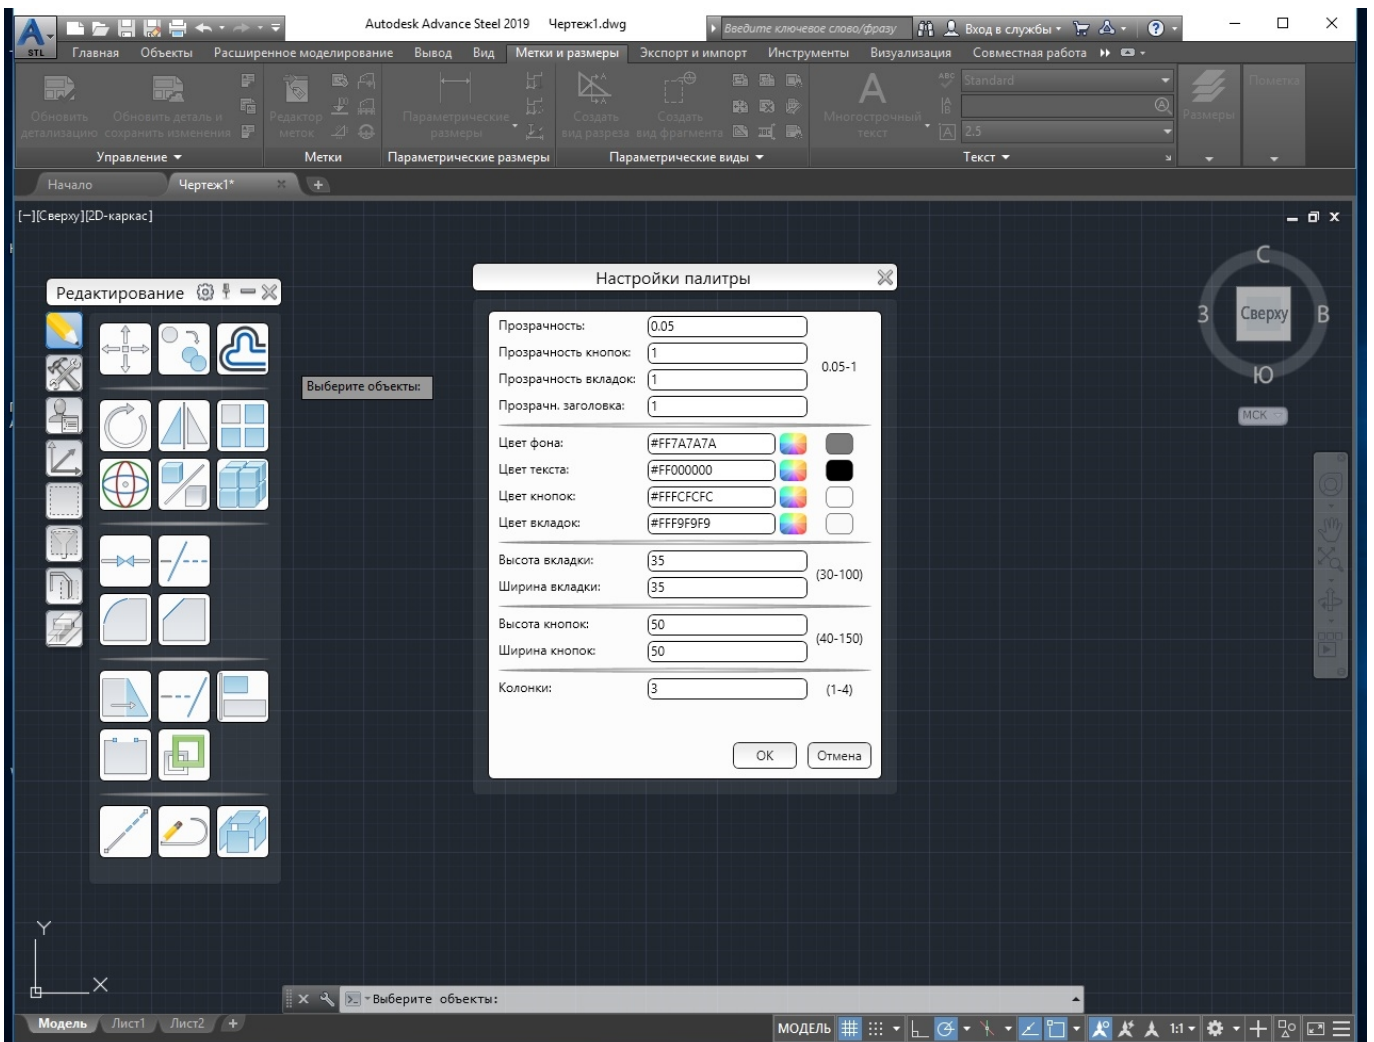 Autodesk Advance Steel 2019 Чертеж1.dwg
Введите ключевое слово/фразу
Вход в службы
STL
Главная Объекты Расширенное моделирование Вывод Вид Метки и размеры Экспорт и импорт Инструменты Визуализация Совместная работа
Обновить детализацию
Обновить деталь и сохранить изменения
Редактор меток
Параметрические размеры
Создать вид разреза
Создать вид фрагмента
Многострочный текст
ABC
Standard
2.5
Размеры
Пометка
Управление
Метки
Параметрические размеры
Параметрические виды
Текст
Начало
Чертеж1*
[−][Сверху][2D-каркас]
С
З
Сверху
В
Ю
МСК
Редактирование
Выберите объекты:
Настройки палитры
Прозрачность: 0.05
Прозрачность кнопок: 1
Прозрачность вкладок: 1
0.05-1
Прозрачн. заголовка: 1
Цвет фона: #FF7A7A7A
Цвет текста: #FF000000
Цвет кнопок: #FFFCFCFC
Цвет вкладок: #FFF9F9F9
Высота вкладки: 35
Ширина вкладки: 35
(30-100)
Высота кнопок: 50
Ширина кнопок: 50
(40-150)
Колонки: 3 (1-4)
ОК Отмена
Y
X
Выберите объекты:
Модель Лист1 Лист2 +
МОДЕЛЬ
1:1